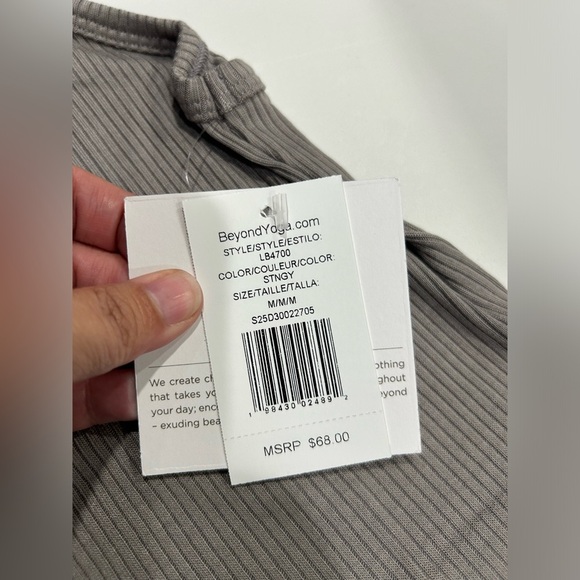 BeyondYoga.com
STYLE/STYLE/ESTILO:
LB4700
COLOR/COULEUR/COLOR:
STNGY
SIZE/TAILLE/TALLA:
M/M/M
S25D30022705
1 98430 02489 2
MSRP $68.00
We create
that takes yo
your day; enc
– exuding bea
othing
ghout
eyond